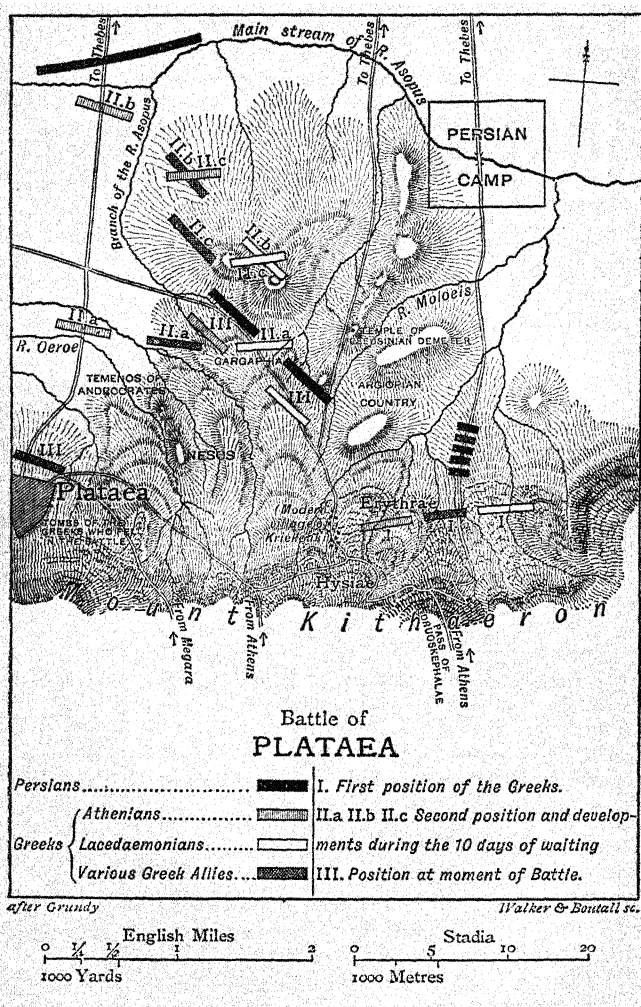 Main stream of R. Asopus
To Thebes
To Thebes
To Thebes
II.b
Branch of the R. Asopus
PERSIAN
CAMP
II.b
II.c
II.c
II.b
II.c
R. Moloeis
II.a
III
II.a
II.a
R. Oeroe
GARGAPHIA
TEMPLE OF
ELEUSINIAN DEMETER
TEMENOS OF
ANDROCRATES
ARGIOPIAN
COUNTRY
III
NESUS
III
Plataea
TOMBS OF THE
GREEKS WHO FELL
IN THE BATTLE
(Modern
village of
Kriekouki)
Erythrae
I
I
I
Hysiae
Mount Kithaeron
From Megara
From Athens
PASS OF
DRUOSKEPHALAE
From Athens
Battle of
PLATAEA
Persians
I. First position of the Greeks.
Greeks
Athenians
II.a II.b II.c Second position and develop-
Lacedaemonians
ments during the 10 days of waiting
Various Greek Allies
III. Position at moment of Battle.
after Grundy
Walker & Boutall sc.
English Miles
0 1/4 1/2 1 2
1000 Yards
Stadia
0 5 10 20
1000 Metres